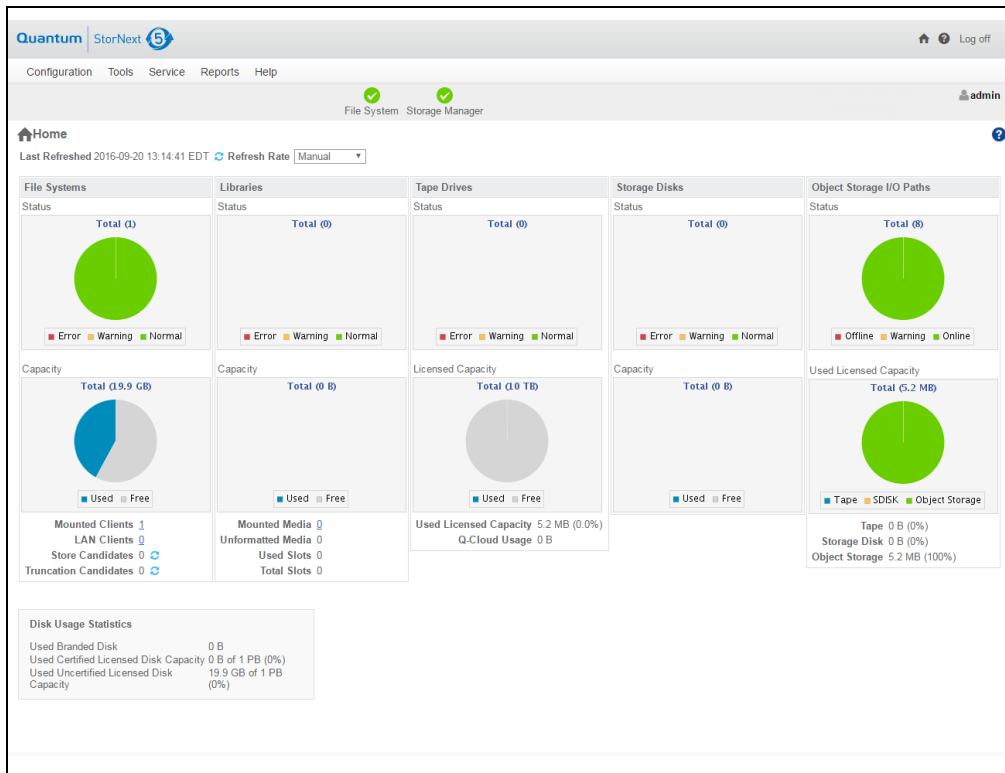 Quantum StorNext 5 Log off
Configuration Tools Service Reports Help
File System Storage Manager admin
Home
Last Refreshed 2016-09-20 13:14:41 EDT Refresh Rate Manual
File Systems
Status
Total (1)
Error Warning Normal
Capacity
Total (19.9 GB)
Used Free
Mounted Clients 1
LAN Clients 0
Store Candidates 0
Truncation Candidates 0
Libraries
Status
Total (0)
Error Warning Normal
Capacity
Total (0 B)
Used Free
Mounted Media 0
Unformatted Media 0
Used Slots 0
Total Slots 0
Tape Drives
Status
Total (0)
Error Warning Normal
Licensed Capacity
Total (10 TB)
Used Free
Used Licensed Capacity 5.2 MB (0.0%)
Q-Cloud Usage 0 B
Storage Disks
Status
Total (0)
Error Warning Normal
Capacity
Total (0 B)
Used Free
Object Storage I/O Paths
Status
Total (8)
Offline Warning Online
Used Licensed Capacity
Total (5.2 MB)
Tape SDISK Object Storage
Tape 0 B (0%)
Storage Disk 0 B (0%)
Object Storage 5.2 MB (100%)
Disk Usage Statistics
Used Branded Disk 0 B
Used Certified Licensed Disk Capacity 0 B of 1 PB (0%)
Used Uncertified Licensed Disk 19.9 GB of 1 PB
Capacity (0%)